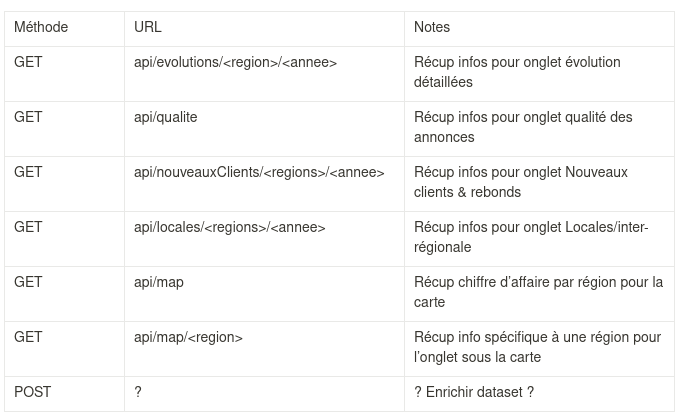 Méthode URL Notes
GET api/evolutions/<region>/<annee> Récup infos pour onglet évolution
détaillées
GET api/qualite Récup infos pour onglet qualité des
annonces
GET api/nouveauxClients/<regions>/<annee> Récup infos pour onglet Nouveaux
clients & rebonds
GET api/locales/<regions>/<annee> Récup infos pour onglet Locales/inter-
régionale
GET api/map Récup chiffre d'affaire par région pour la
carte
GET api/map/<region> Récup info spécifique à une région pour
l'onglet sous la carte
POST ? ? Enrichir dataset ?